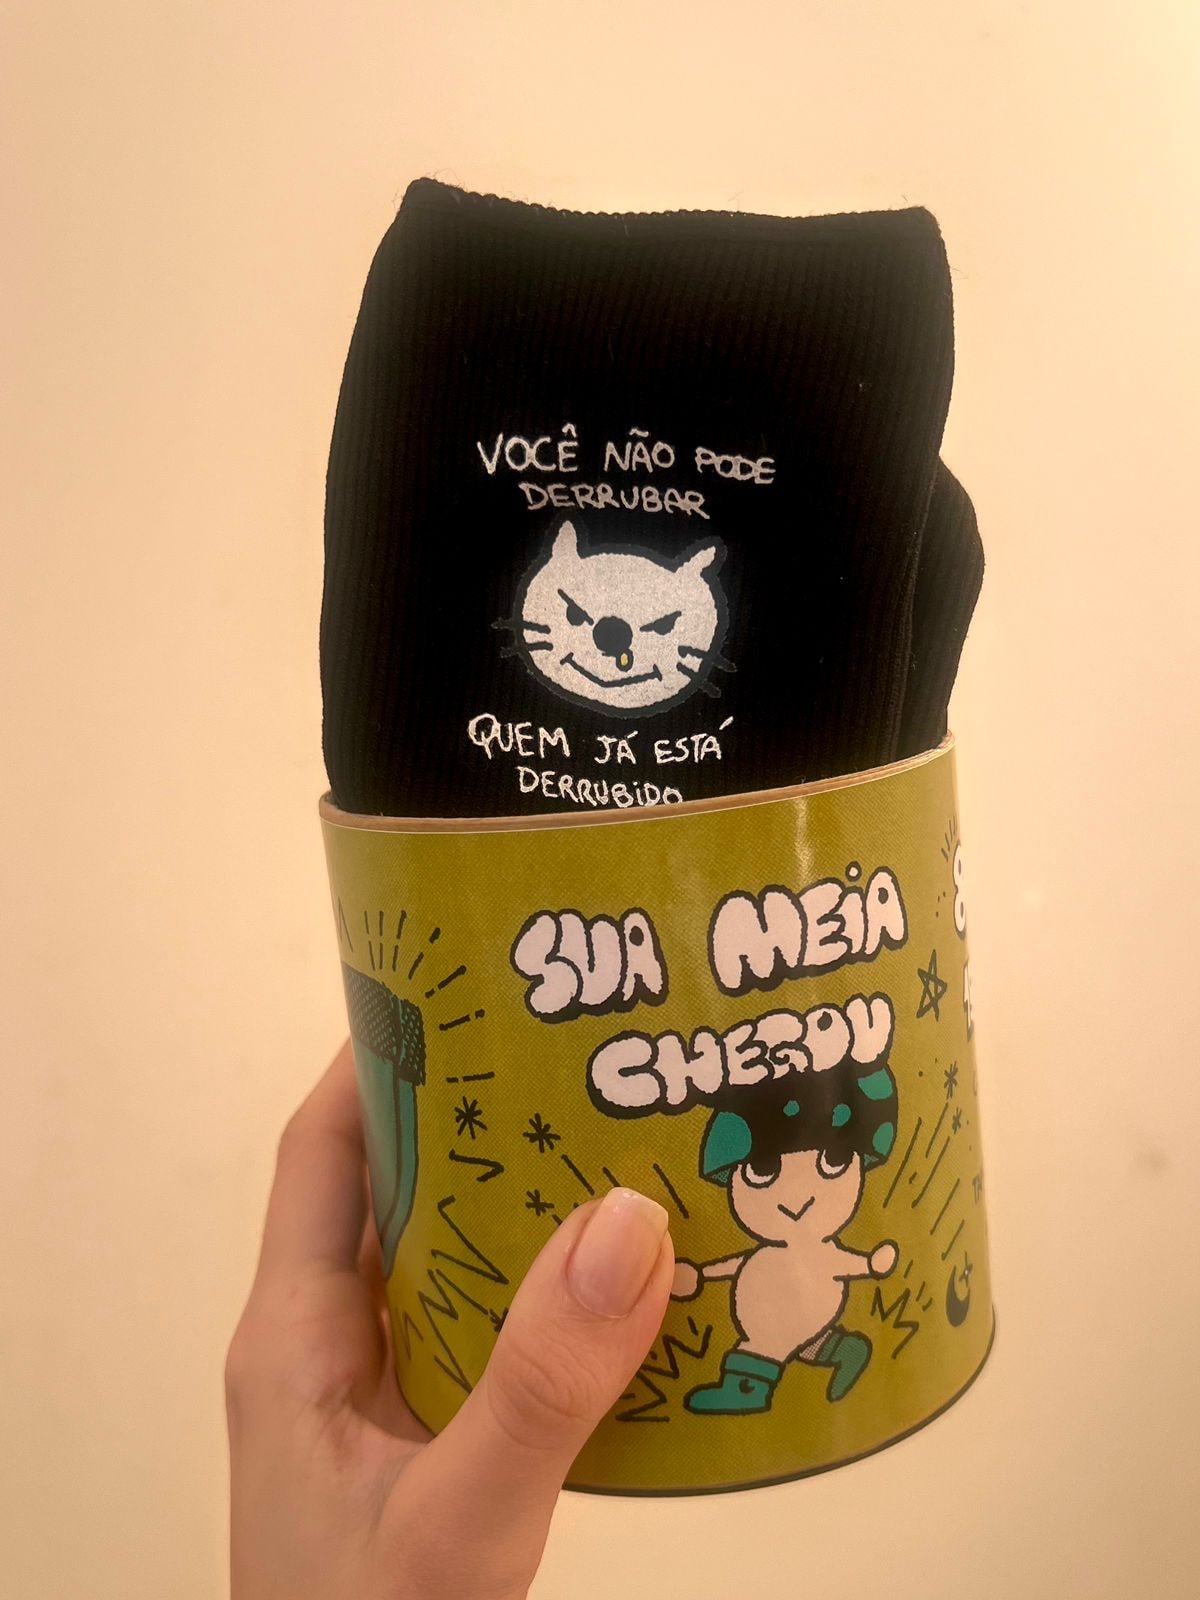 VOCÊ NÃO PODE
DERRUBAR
QUEM JÁ ESTÁ
DERRUBIDO
SUA MEIA
CHEGOU